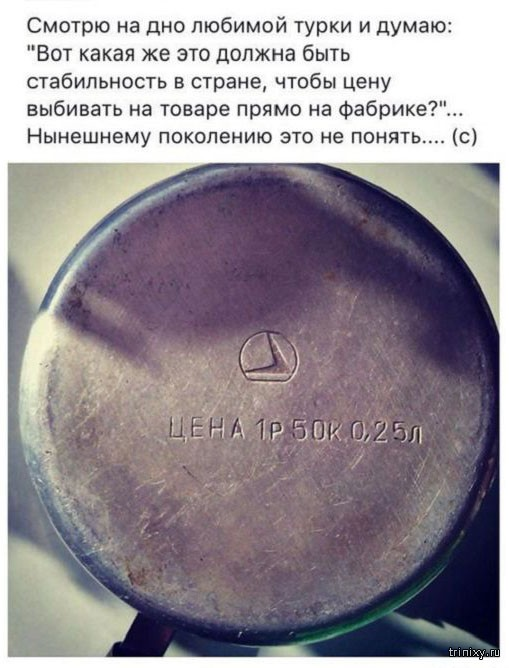 Смотрю на дно любимой турки и думаю:
"Вот какая же это должна быть
стабильность в стране, чтобы цену
выбивать на товаре прямо на фабрике?"...
Нынешнему поколению это не понять.... (с)
ЦЕНА 1Р 50К 0,25Л
trinixy.ru